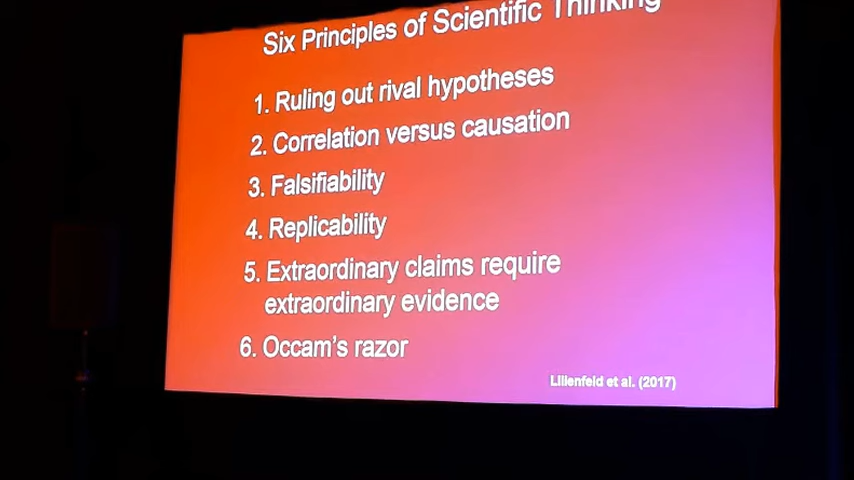 Six Principles of Scientific Thinking
1. Ruling out rival hypotheses
2. Correlation versus causation
3. Falsifiability
4. Replicability
5. Extraordinary claims require
extraordinary evidence
6. Occam's razor
Lilienfeld et al. (2017)